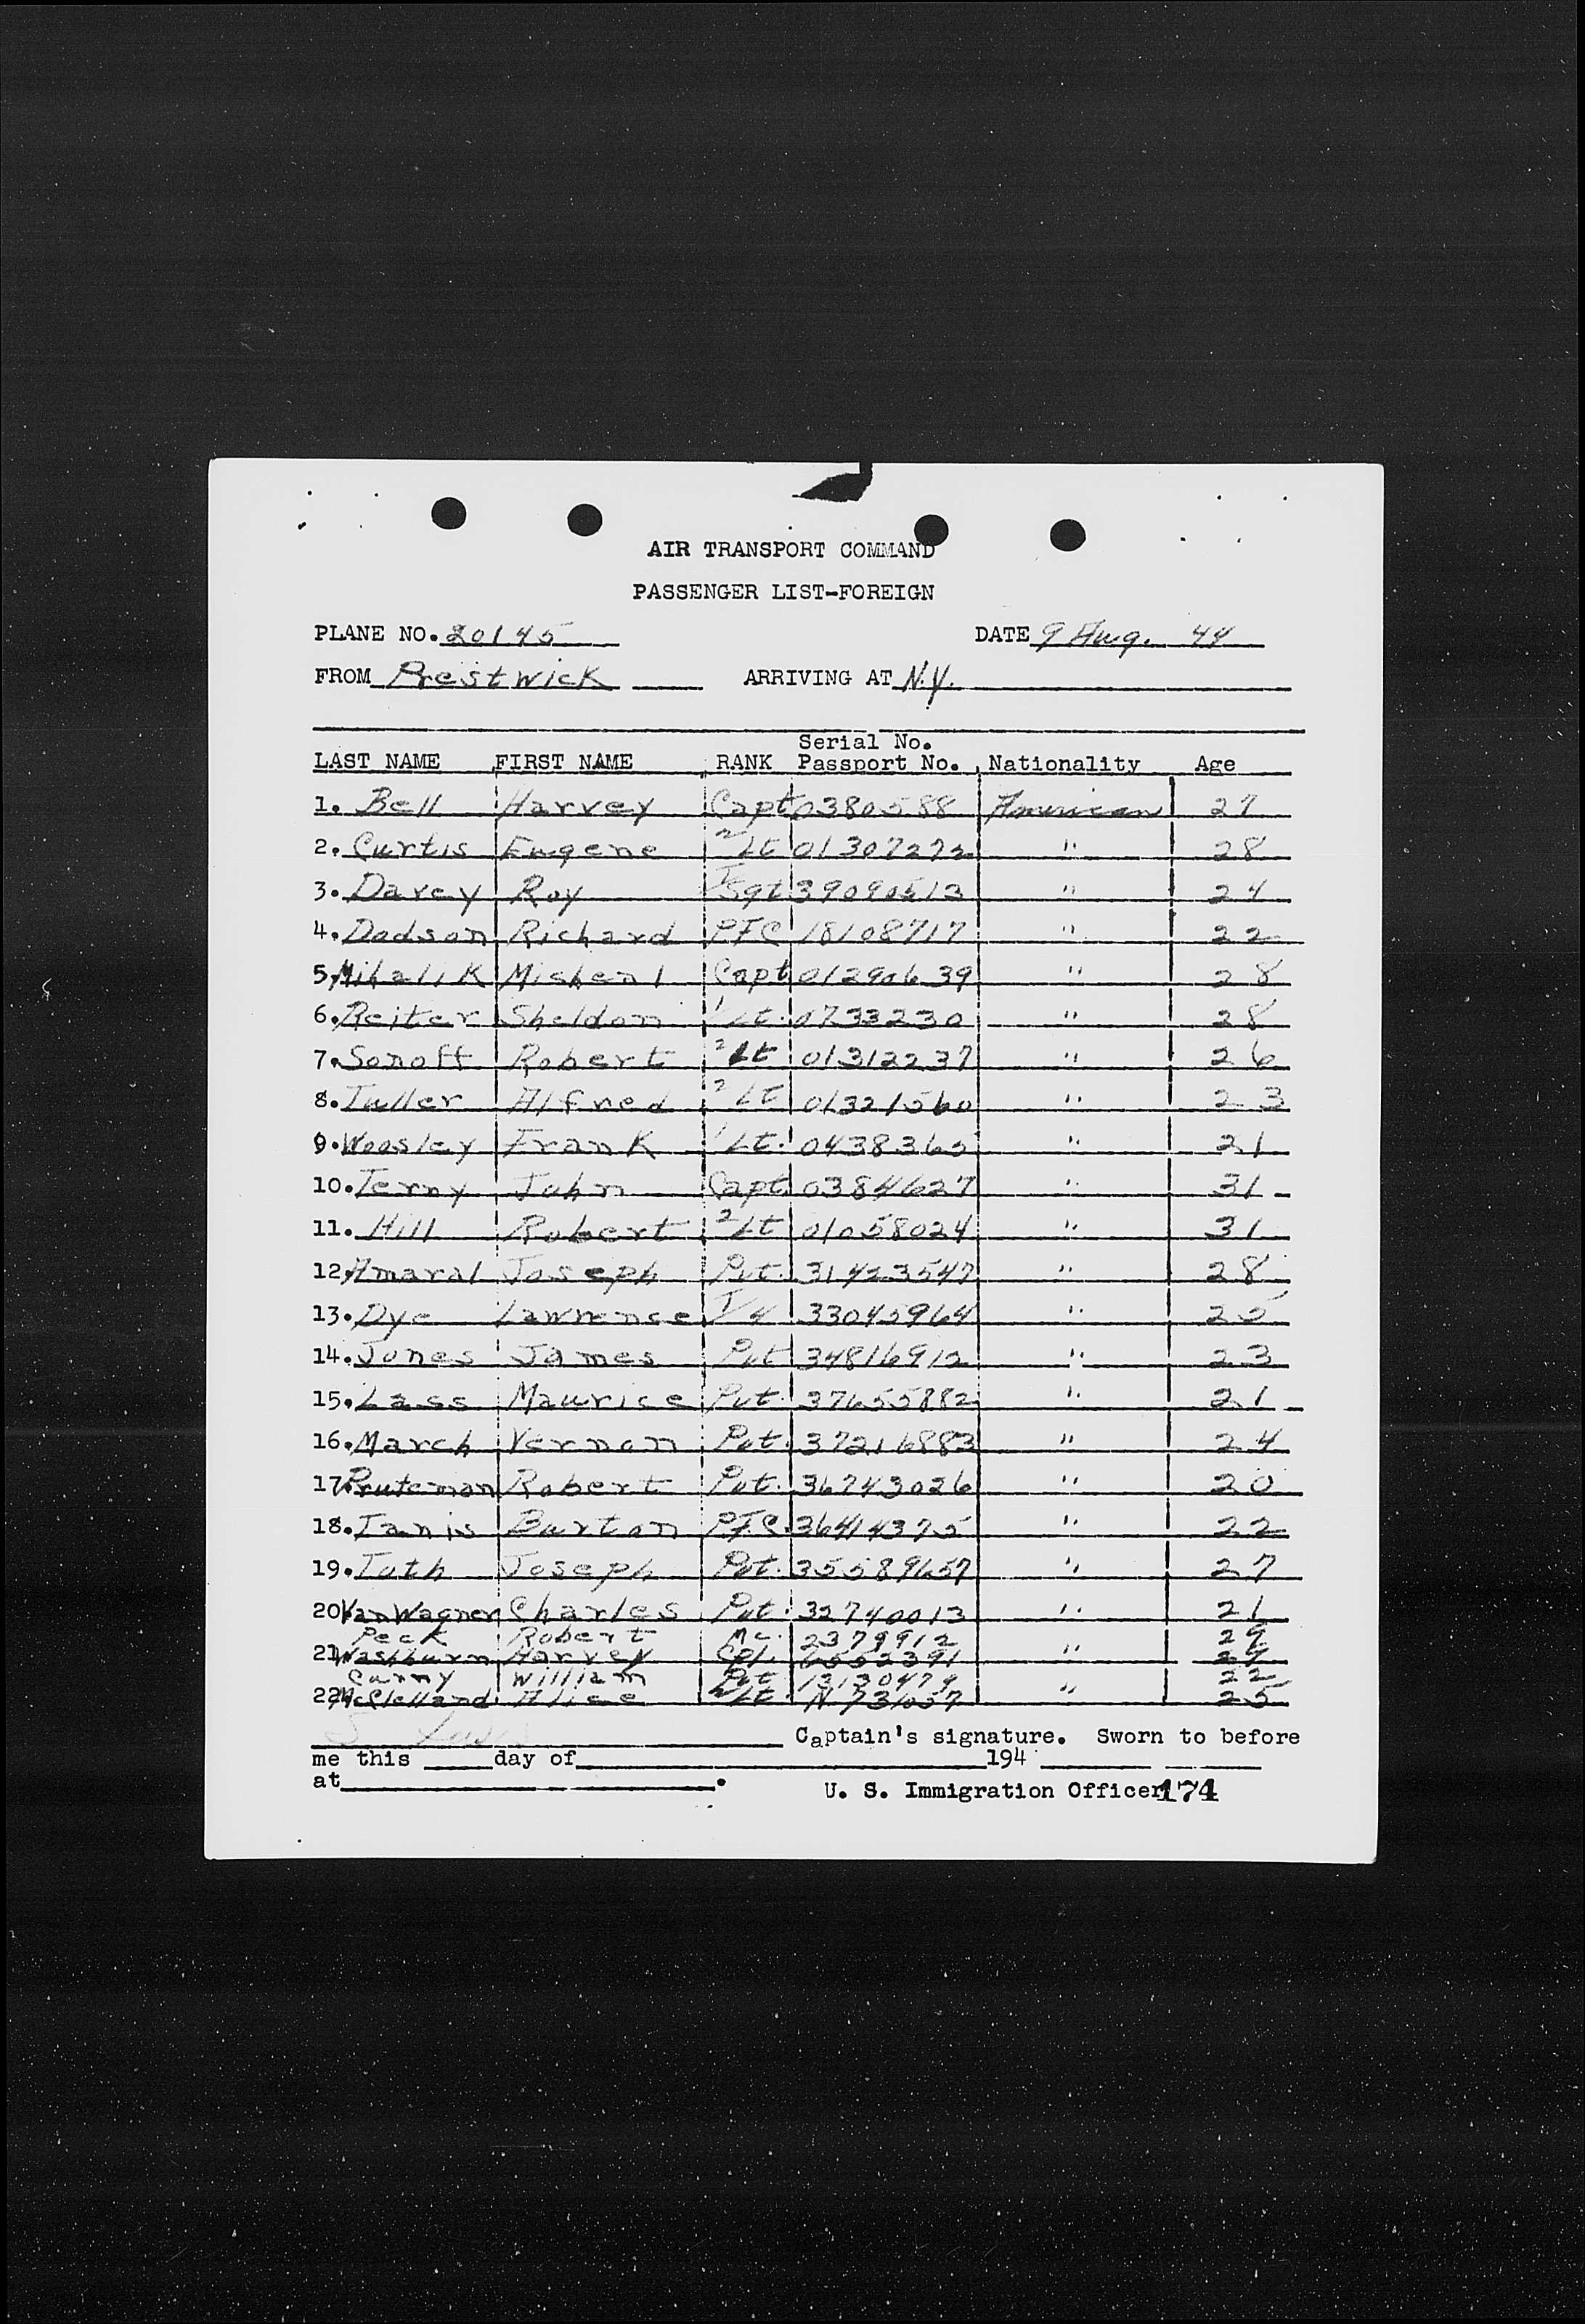 AIR TRANSPORT COMMAND
PASSENGER LIST-FOREIGN
PLANE NO. 20145 DATE 9 Aug. 44
FROM Prestwick ARRIVING AT N.Y.
Serial No.
LAST NAME FIRST NAME RANK Passport No. Nationality Age
1. Bell Harvey Capt 0380588 American 27
2. Curtis Eugene 2 Lt 01307272 " 28
3. Davey Roy T Sgt 39090513 " 24
4. Dodson Richard PFC 18108717 " 22
5. Mihalik Michael Capt 01290639 " 28
6. Reiter Sheldon 1 Lt. 0733230 " 28
7. Sonoff Robert 2 Lt 01312237 " 26
8. Tuller Alfred 2 Lt 01321560 " 23
9. Woosley Frank 1 Lt. 0438365 " 21
10. Terny John Capt 0384627 " 31
11. Hill Robert 2 Lt 01058024 " 31
12. Amaral Joseph Pvt. 31423547 " 28
13. Dye Lawrence T/4 33045964 " 25
14. Jones James Pvt 34816912 " 23
15. Lass Maurice Pvt. 37655882 " 21
16. March Vernon Pvt. 37216883 " 24
17. Pruteman Robert Pvt. 36743026 " 20
18. Tanis Burton PFC. 36414375 " 22
19. Toth Joseph Pvt. 35589657 " 27
20. Van Wagner Charles Pvt. 32740013 " 21
Peck Robert Mc. 2379912 29
21. Washburn Harvey Cpl. 6552391 " 29
Curny William Pvt 13130479 22
22. McClelland Alice 2 Lt N 731057 " 25
Captain's signature. Sworn to before
me this day of 194
at .
U. S. Immigration Officer 174